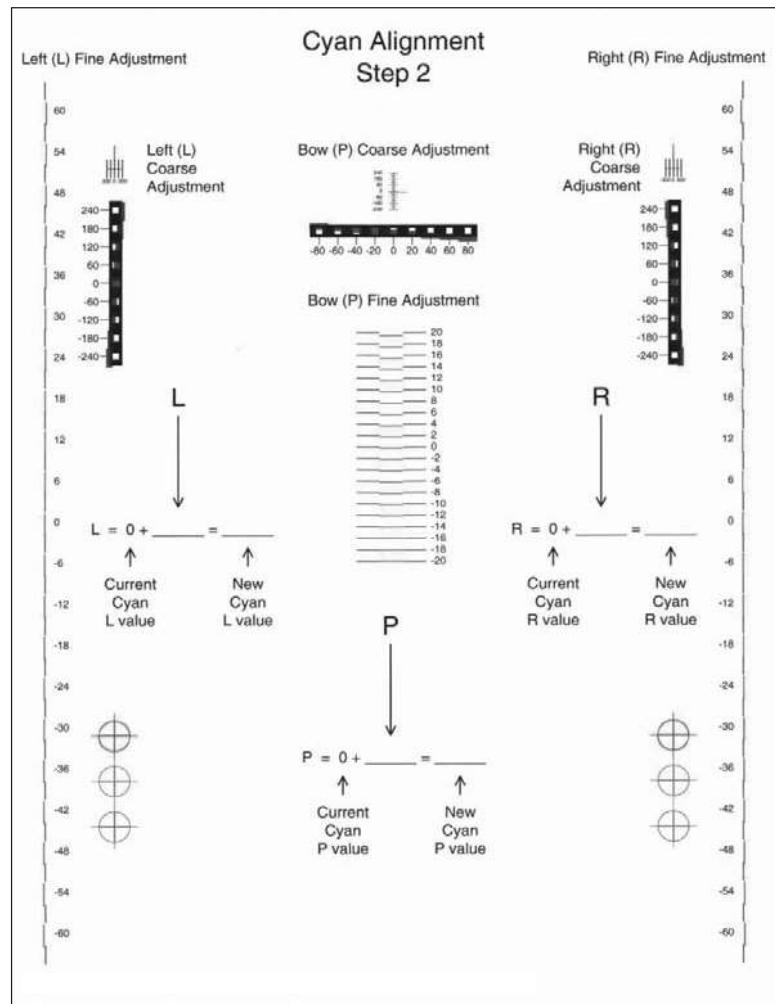 Cyan Alignment
Step 2
Left (L) Fine Adjustment
Right (R) Fine Adjustment
60
54
48
42
36
30
24
18
12
6
0
-6
-12
-18
-24
-30
-36
-42
-48
-54
-60
Left (L)
Coarse
Adjustment
240
180
120
60
0
-60
-120
-180
-240
Bow (P) Coarse Adjustment
-80 -60 -40 -20 0 20 40 60 80
Bow (P) Fine Adjustment
20
18
16
14
12
10
8
6
4
2
0
-2
-4
-6
-8
-10
-12
-14
-16
-18
-20
Right (R)
Coarse
Adjustment
240
180
120
60
0
-60
-120
-180
-240
60
54
48
42
36
30
24
18
12
6
0
-6
-12
-18
-24
-30
-36
-42
-48
-54
-60
L
L = 0 + ______ = ______
Current
Cyan
L value
New
Cyan
L value
R
R = 0 + ______ = ______
Current
Cyan
R value
New
Cyan
R value
P
P = 0 + ______ = ______
Current
Cyan
P value
New
Cyan
P value